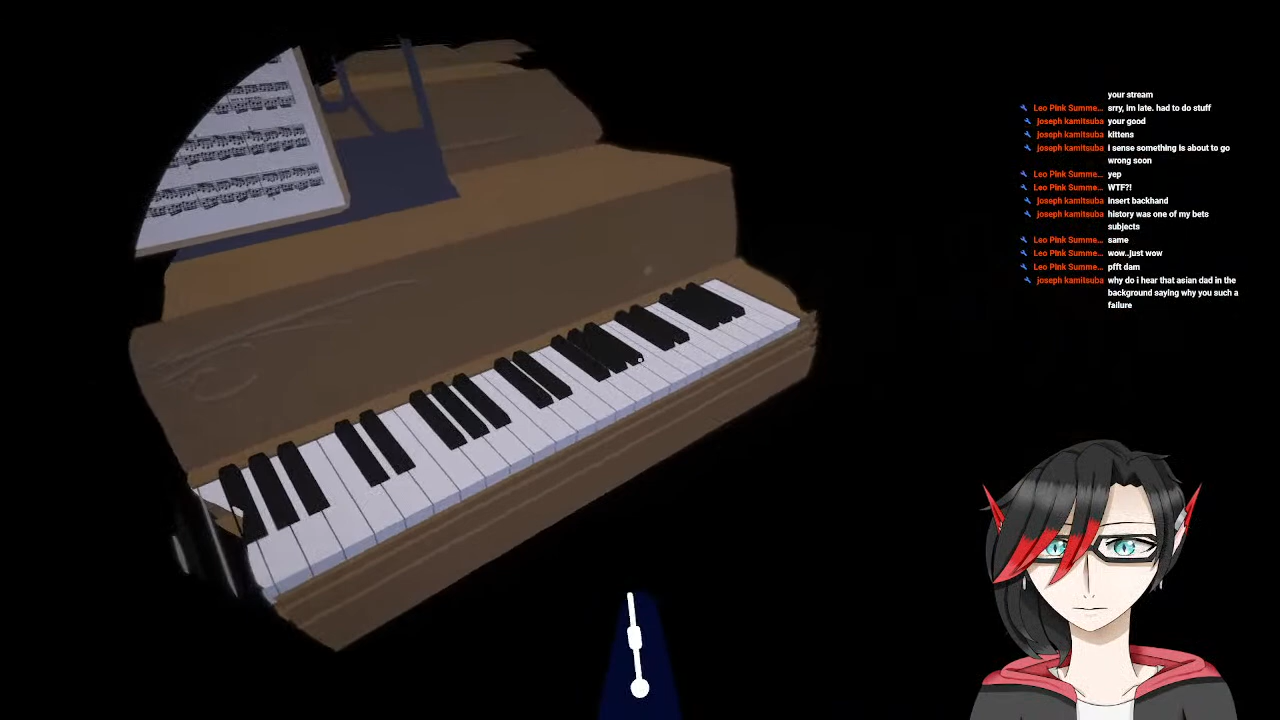 your stream
Leo Pink Summe... srry, im late. had to do stuff
joseph kamitsuba your good
joseph kamitsuba kittens
joseph kamitsuba i sense something is about to go
wrong soon
Leo Pink Summe... yep
Leo Pink Summe... WTF?!
joseph kamitsuba insert backhand
joseph kamitsuba history was one of my bets
subjects
Leo Pink Summe... same
Leo Pink Summe... wow..just wow
Leo Pink Summe... pfft dam
joseph kamitsuba why do i hear that asian dad in the
background saying why you such a
failure